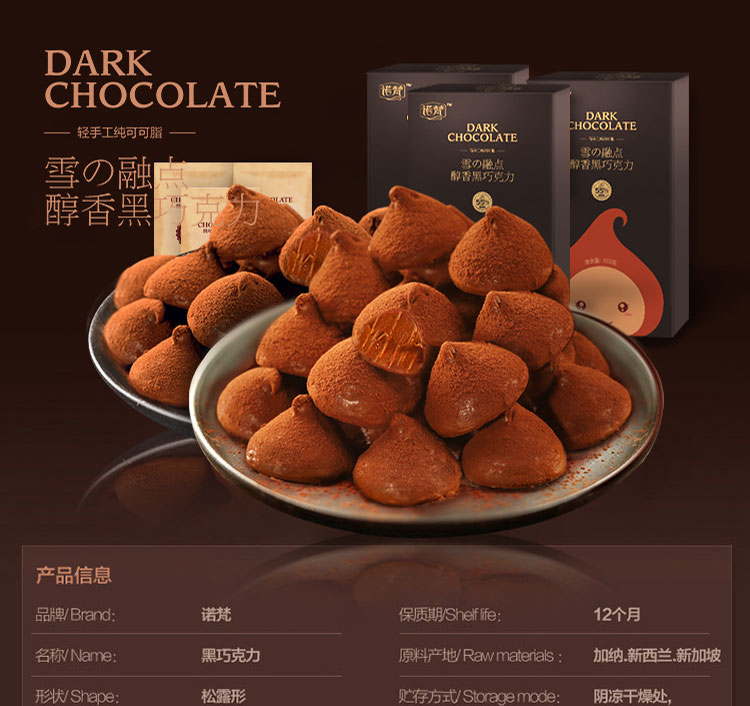 DARK
CHOCOLATE
轻手工纯可可脂
雪の融点
醇香黑巧克力
诺梵
DARK
CHOCOLATE
雪の融点
醇香黑巧克力
55%
DARK
CHOCOLATE
雪の融点
醇香黑巧克力
55%
产品信息
品牌/ Brand: 诺梵
保质期/Shelf life: 12个月
名称/ Name: 黑巧克力
原料产地/ Raw materials: 加纳.新西兰.新加坡
形状/ Shape: 松露形
贮存方式/ Storage mode: 阴凉干燥处,